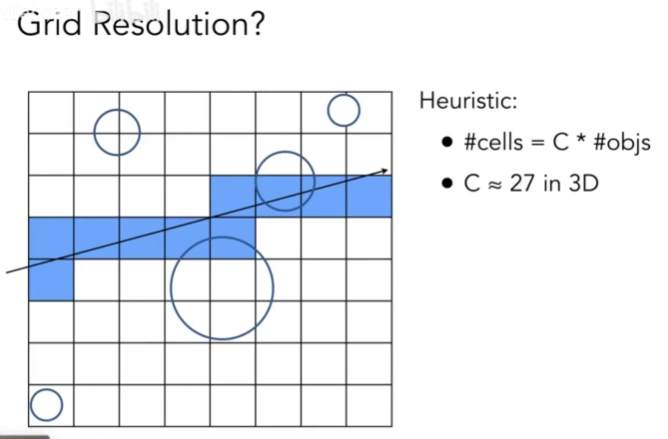 Grid Resolution?
Heuristic:
● #cells = C * #objs
● C ≈ 27 in 3D